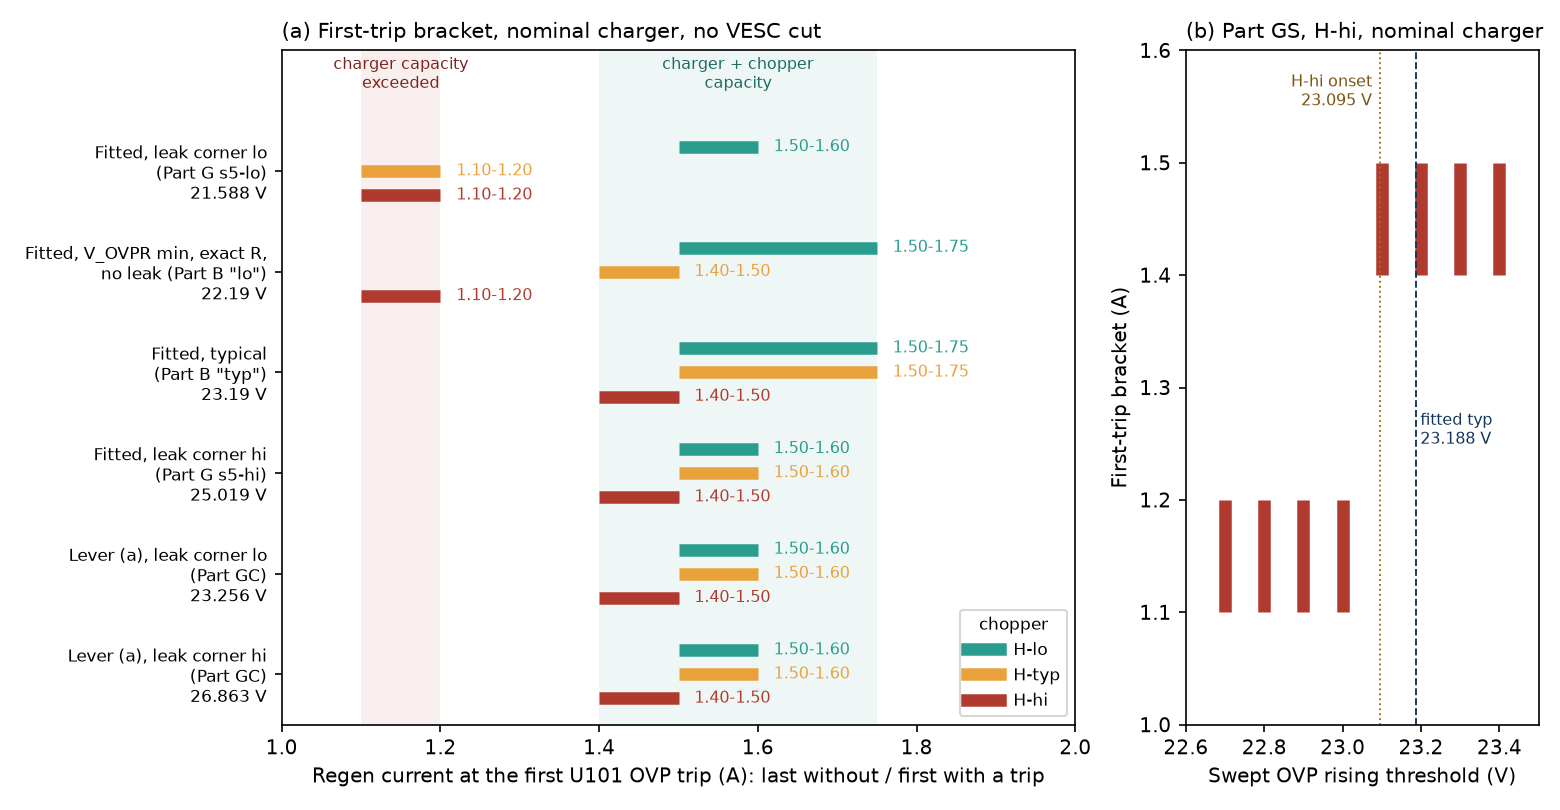 (a) First-trip bracket, nominal charger, no VESC cut
charger capacity
exceeded
charger + chopper
capacity
Fitted, leak corner lo
(Part G s5-lo)
21.588 V
1.50-1.60
1.10-1.20
1.10-1.20
Fitted, V_OVPR min, exact R,
no leak (Part B "lo")
22.19 V
1.50-1.75
1.40-1.50
1.10-1.20
Fitted, typical
(Part B "typ")
23.19 V
1.50-1.75
1.50-1.75
1.40-1.50
Fitted, leak corner hi
(Part G s5-hi)
25.019 V
1.50-1.60
1.50-1.60
1.40-1.50
Lever (a), leak corner lo
(Part GC)
23.256 V
1.50-1.60
1.50-1.60
1.40-1.50
Lever (a), leak corner hi
(Part GC)
26.863 V
1.50-1.60
1.50-1.60
1.40-1.50
chopper
H-lo
H-typ
H-hi
1.0 1.2 1.4 1.6 1.8 2.0
Regen current at the first U101 OVP trip (A): last without / first with a trip
(b) Part GS, H-hi, nominal charger
H-hi onset
23.095 V
fitted typ
23.188 V
First-trip bracket (A)
1.6
1.5
1.4
1.3
1.2
1.1
1.0
22.6 22.8 23.0 23.2 23.4
Swept OVP rising threshold (V)